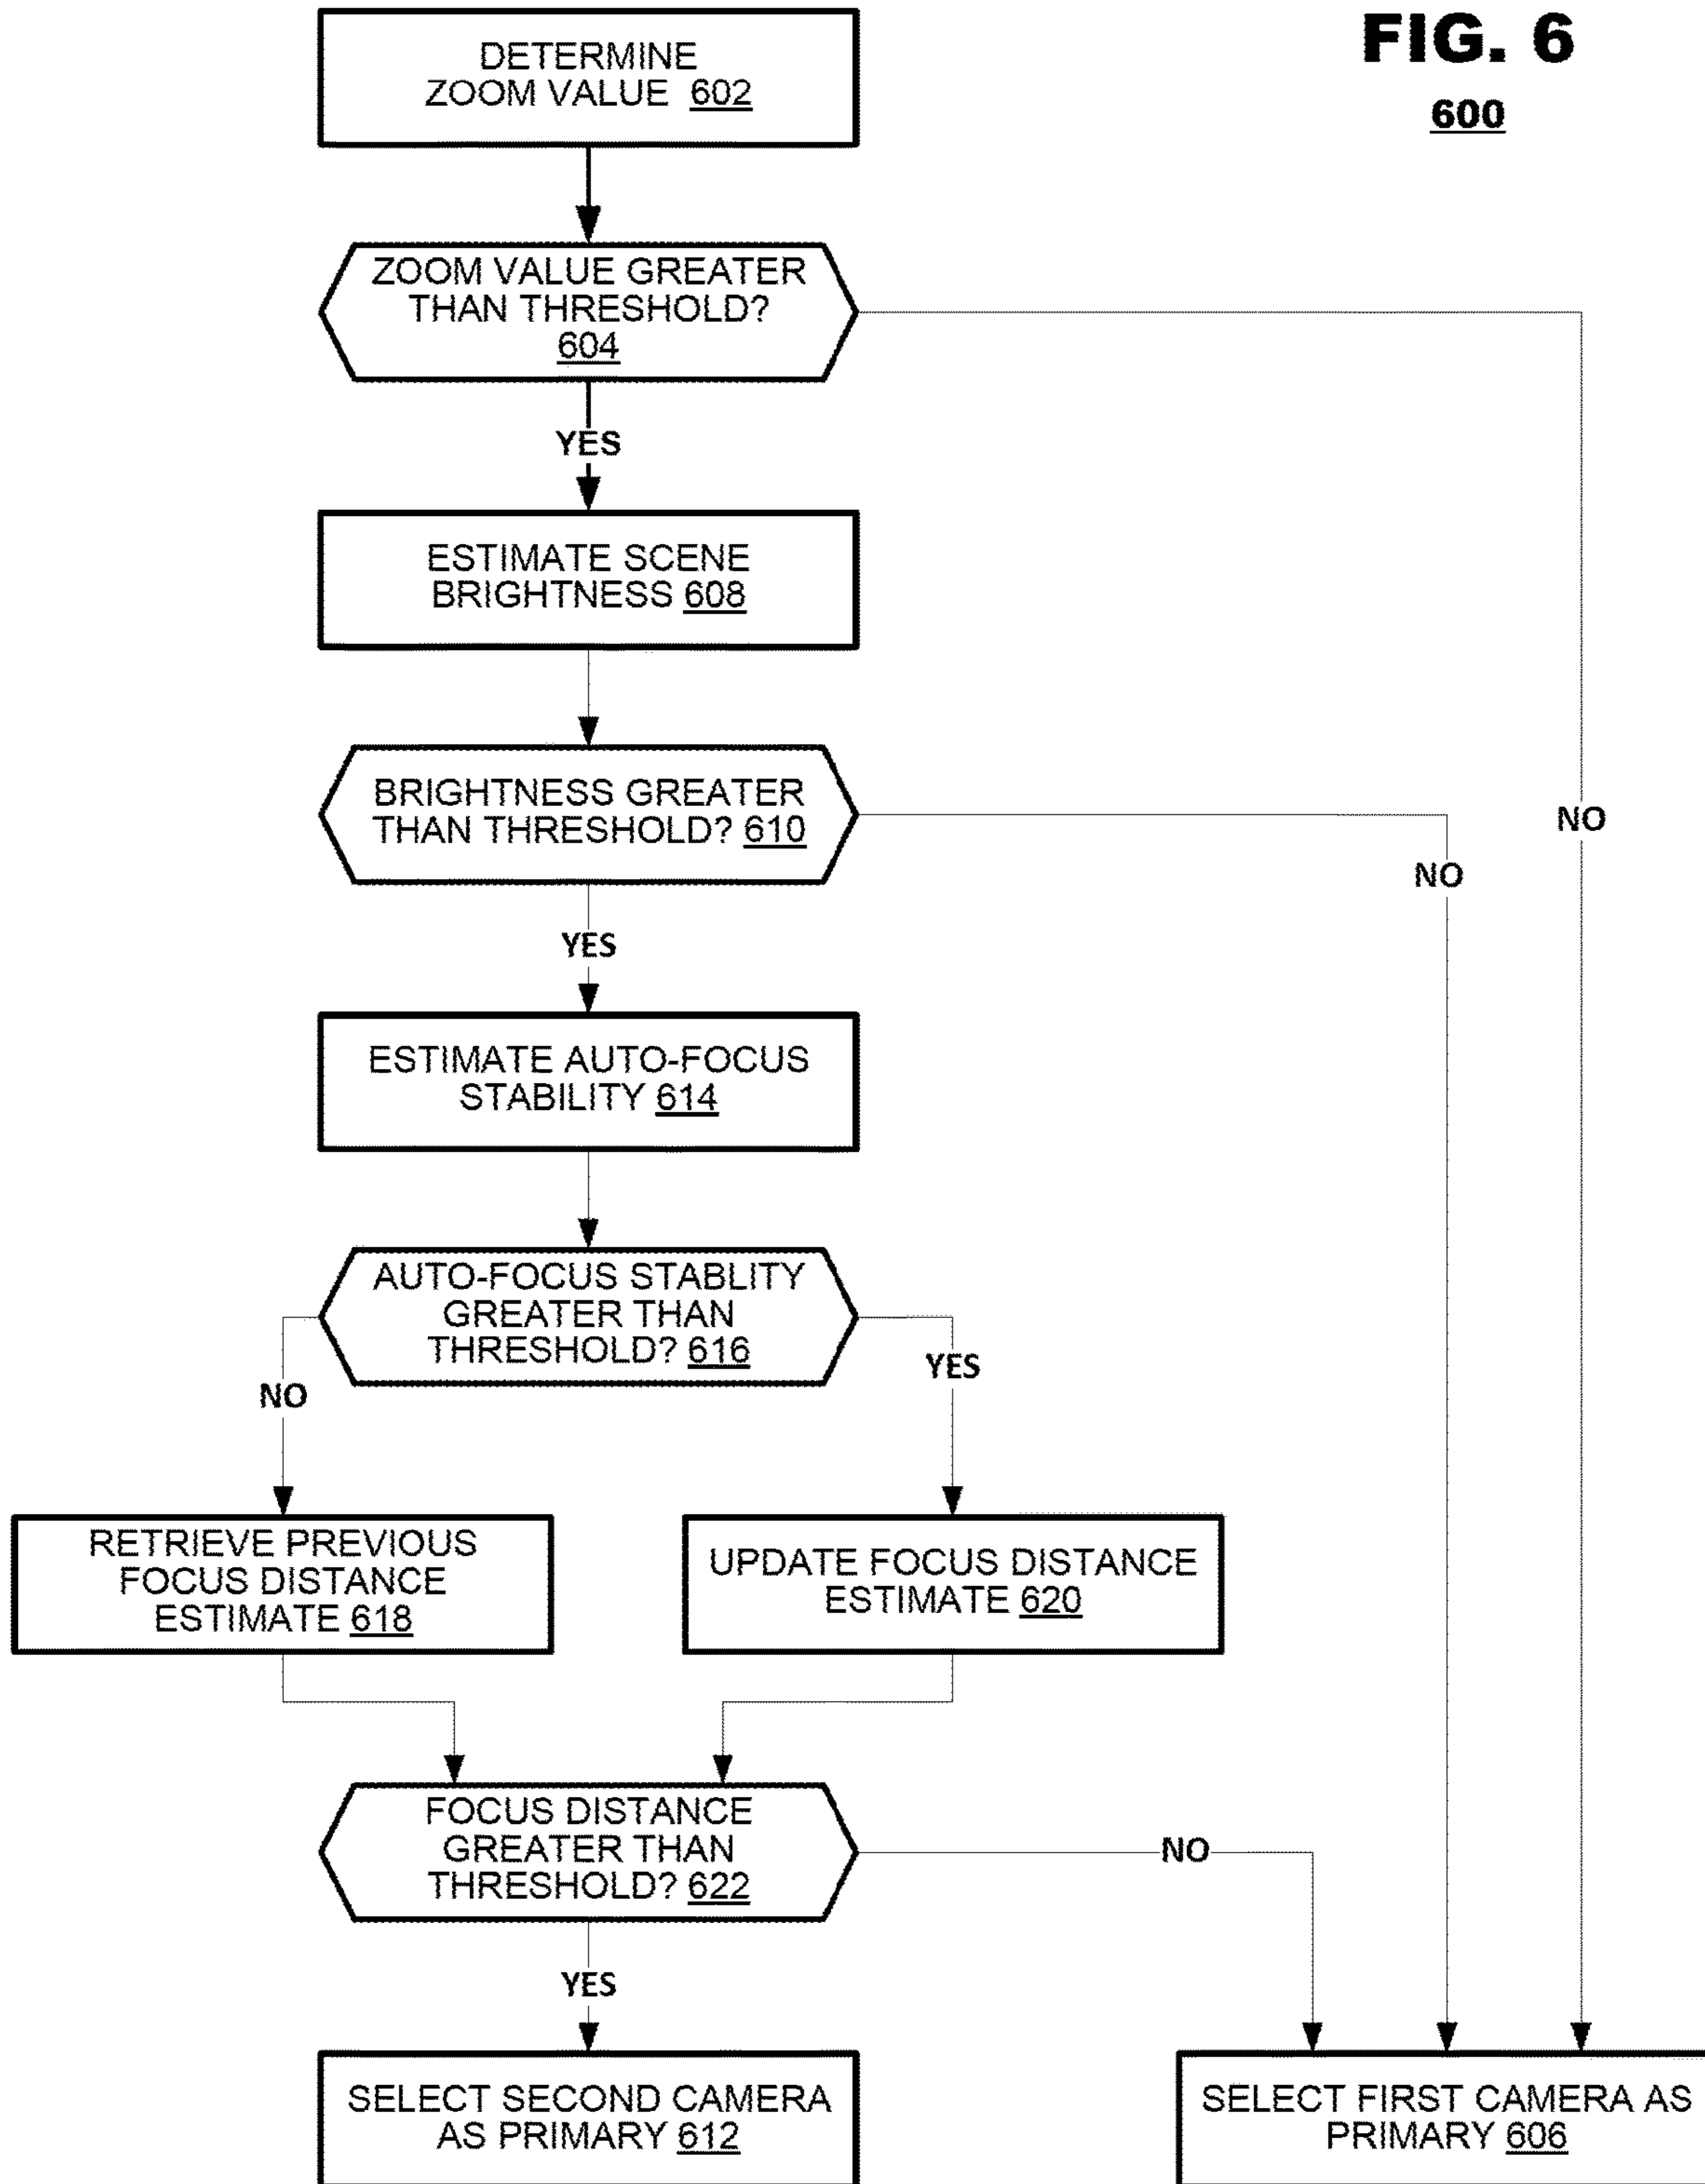 FIG. 6
600
DETERMINE
ZOOM VALUE 602
ZOOM VALUE GREATER
THAN THRESHOLD?
604
YES
NO
ESTIMATE SCENE
BRIGHTNESS 608
BRIGHTNESS GREATER
THAN THRESHOLD? 610
NO
YES
ESTIMATE AUTO-FOCUS
STABILITY 614
AUTO-FOCUS STABLITY
GREATER THAN
THRESHOLD? 616
NO
YES
RETRIEVE PREVIOUS
FOCUS DISTANCE
ESTIMATE 618
UPDATE FOCUS DISTANCE
ESTIMATE 620
FOCUS DISTANCE
GREATER THAN
THRESHOLD? 622
NO
YES
SELECT SECOND CAMERA
AS PRIMARY 612
SELECT FIRST CAMERA AS
PRIMARY 606